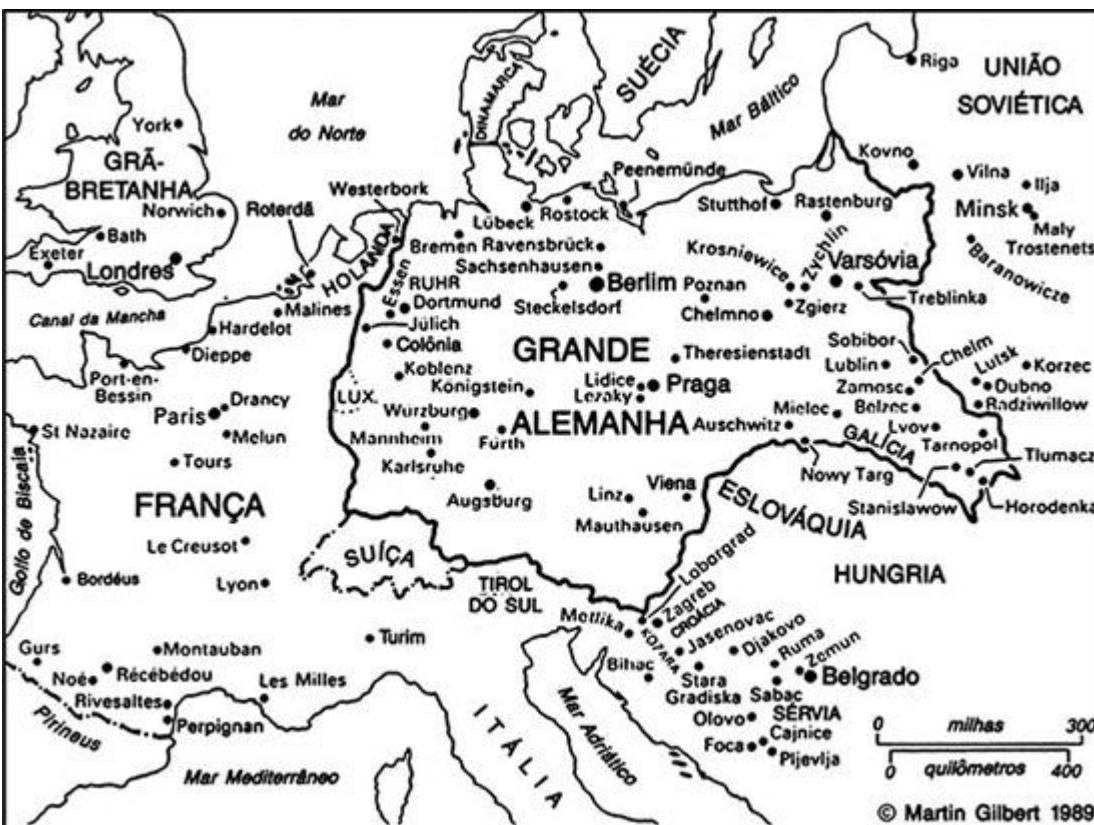 Riga
UNIÃO
SOVIÉTICA
SUÉCIA
DINAMARCA
Mar
do Norte
Mar Báltico
York
GRÃ-
BRETANHA
Norwich
Bath
Exeter
Londres
Canal da Mancha
Westerbork
Roterdã
HOLANDA
Peenemünde
Lübeck
Rostock
Bremen
Ravensbrück
Sachsenhausen
Berlim
Steckelsdorf
Stutthof
Rastenburg
Kovno
Vilna
Ilja
Minsk
Maly
Trostenets
Baranowicze
Krosniewice
Zychlin
Varsóvia
Treblinka
Poznan
Zgierz
Chelmno
Essen
RUHR
Dortmund
Jülich
Colônia
Koblenz
Malines
Hardelot
Dieppe
Port-en-
Bessin
Paris
Drancy
Melun
St Nazaire
Tours
GRANDE
ALEMANHA
Theresienstadt
Königstein
Lidice
Lezaky
Praga
LUX.
Würzburg
Mannheim
Fürth
Karlsruhe
Augsburg
Sobibor
Chelm
Lublin
Zamosc
Lutsk
Korzec
Dubno
Radziwillow
Mielec
Belzec
Auschwitz
Lvov
GALÍCIA
Tarnopol
Tlumacz
Nowy Targ
Stanislawow
Horodenka
Linz
Viena
Mauthausen
ESLOVÁQUIA
HUNGRIA
FRANÇA
Golfo de Biscaia
Le Creusot
Bordéus
Lyon
SUÍÇA
TIROL
DO SUL
Turim
Gurs
Montauban
Noé
Récébédou
Les Milles
Rivesaltes
Perpignan
Pirineus
Mar Mediterrâneo
ITÁLIA
Mar Adriático
Loborgrad
Metlika
Zagreb
CROÁCIA
KOZARA
Jasenovac
Djakovo
Ruma
Zemun
Bihac
Stara
Gradiska
Sabac
Belgrado
SÉRVIA
Olovo
Cajnice
Foca
Pljevlja
0 milhas 300
0 quilômetros 400
© Martin Gilbert 1989